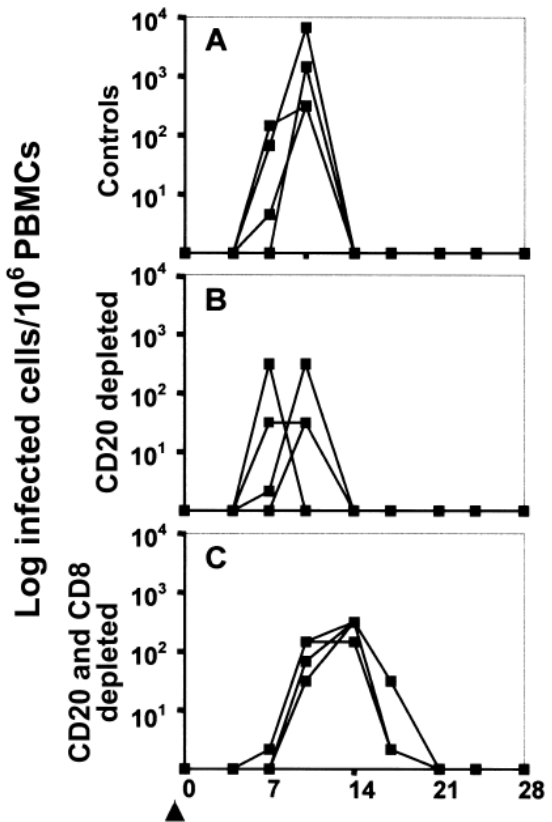 Log infected cells/10⁶ PBMCs
Controls
A
10⁴
10³
10²
10¹
CD20 depleted
B
10⁴
10³
10²
10¹
CD20 and CD8
depleted
C
10⁴
10³
10²
10¹
0 7 14 21 28